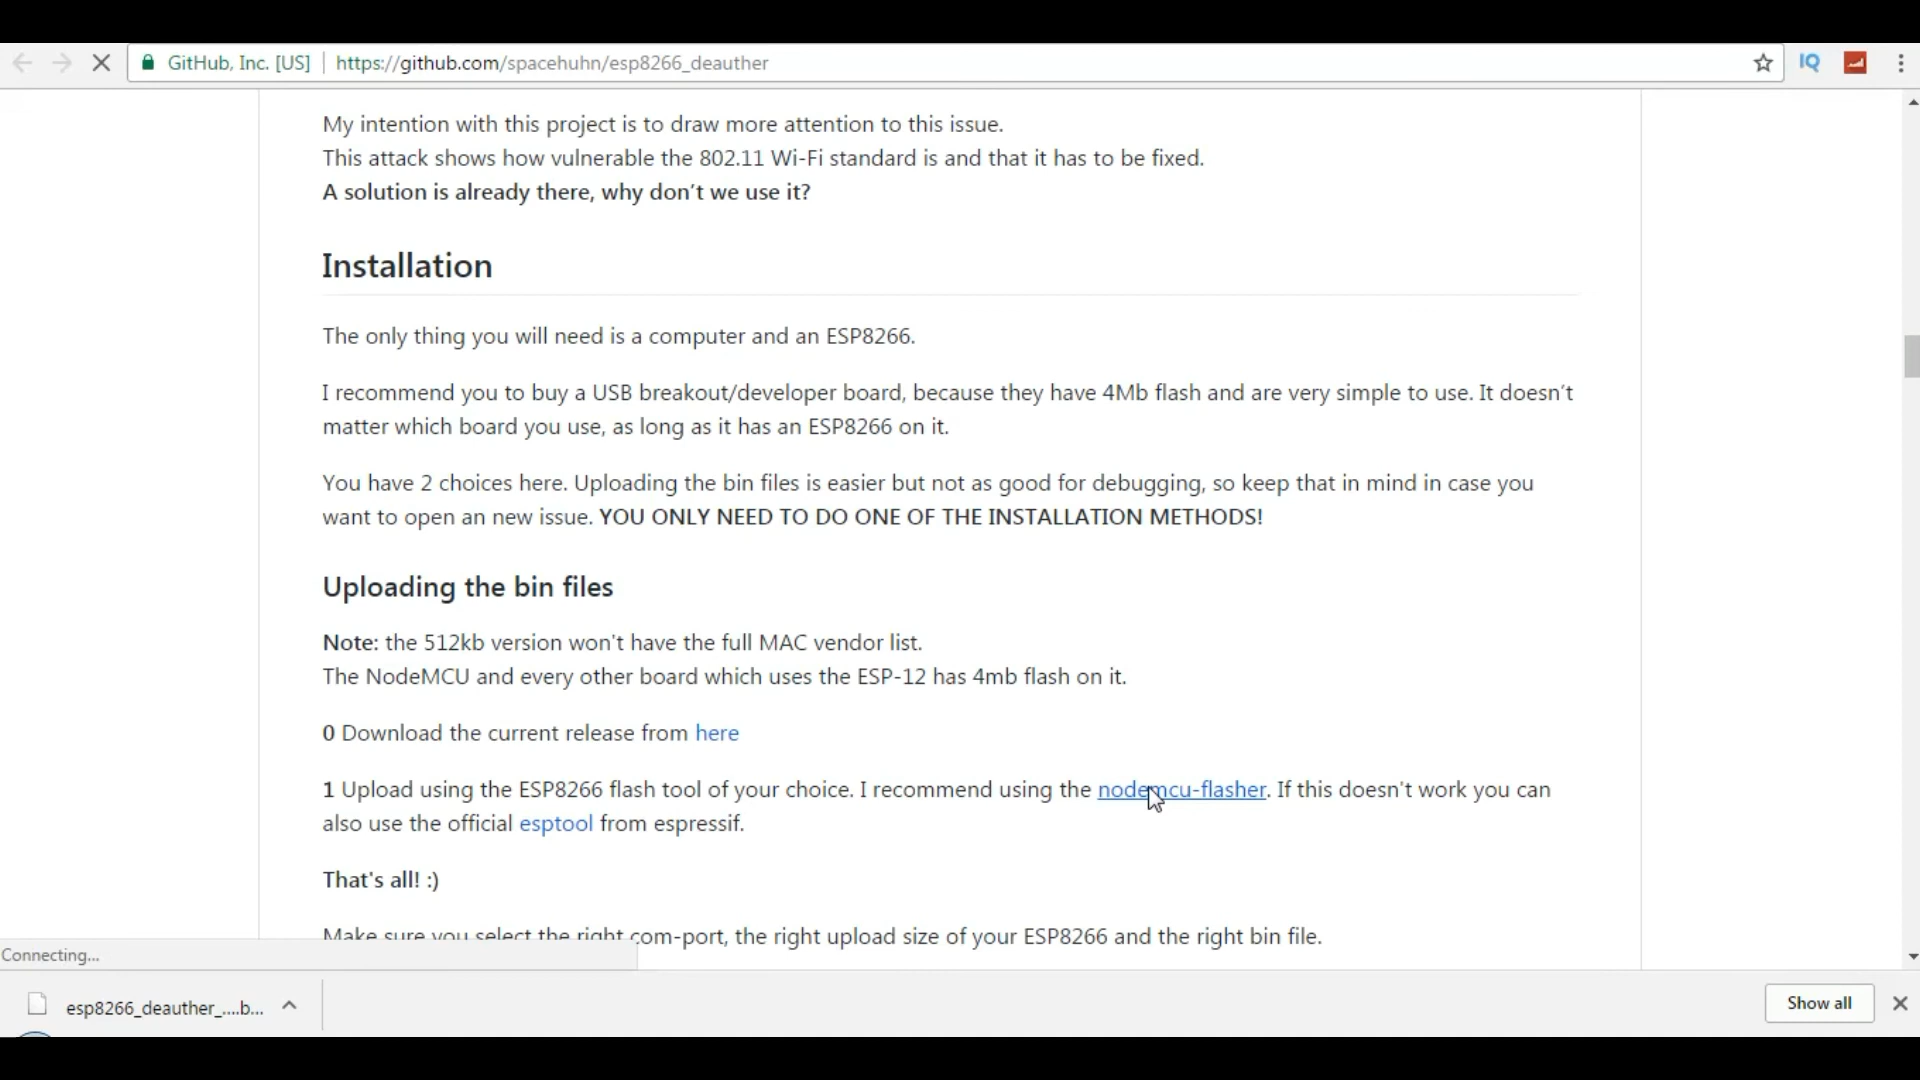 GitHub, Inc. [US] https://github.com/spacehuhn/esp8266_deauther
IQ
My intention with this project is to draw more attention to this issue.
This attack shows how vulnerable the 802.11 Wi-Fi standard is and that it has to be fixed.
A solution is already there, why don't we use it?
Installation
The only thing you will need is a computer and an ESP8266.
I recommend you to buy a USB breakout/developer board, because they have 4Mb flash and are very simple to use. It doesn't
matter which board you use, as long as it has an ESP8266 on it.
You have 2 choices here. Uploading the bin files is easier but not as good for debugging, so keep that in mind in case you
want to open an new issue. YOU ONLY NEED TO DO ONE OF THE INSTALLATION METHODS!
Uploading the bin files
Note: the 512kb version won't have the full MAC vendor list.
The NodeMCU and every other board which uses the ESP-12 has 4mb flash on it.
0 Download the current release from here
1 Upload using the ESP8266 flash tool of your choice. I recommend using the nodemcu-flasher. If this doesn't work you can
also use the official esptool from espressif.
That's all! :)
Make sure you select the right com-port, the right upload size of your ESP8266 and the right bin file.
Connecting...
esp8266_deauther_....b...
Show all